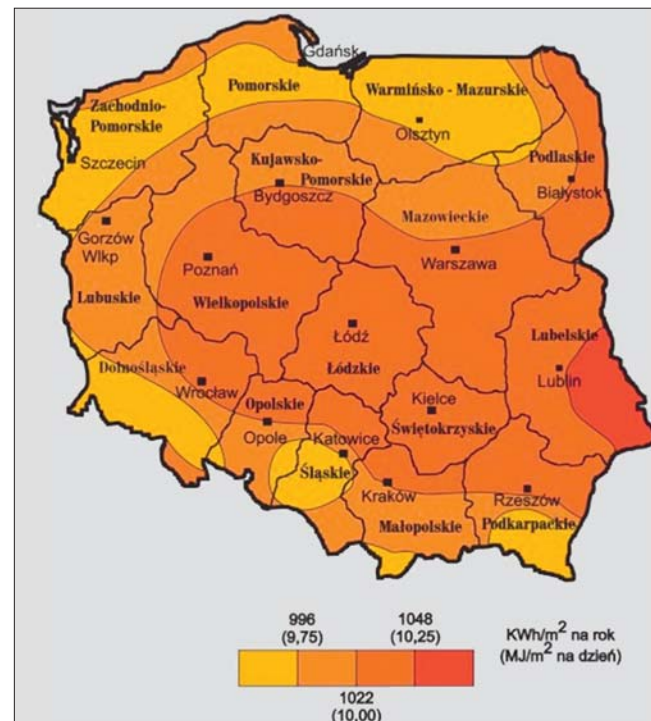 Gdańsk
Pomorskie
Warmińsko - Mazurskie
Zachodnio-
Pomorskie
Olsztyn
Szczecin
Kujawsko-
Pomorskie
Podlaskie
Bydgoszcz
Białystok
Mazowieckie
Gorzów
Wlkp
Poznań
Warszawa
Lubuskie
Wielkopolskie
Łódź
Lubelskie
Dolnośląskie
Łódzkie
Lublin
Wrocław
Opolskie
Kielce
Świętokrzyskie
Opole
Katowice
Śląskie
Kraków
Rzeszów
Małopolskie
Podkarpackie
996
(9,75)
1048
(10,25)
KWh/m² na rok
(MJ/m² na dzień)
1022
(10,00)